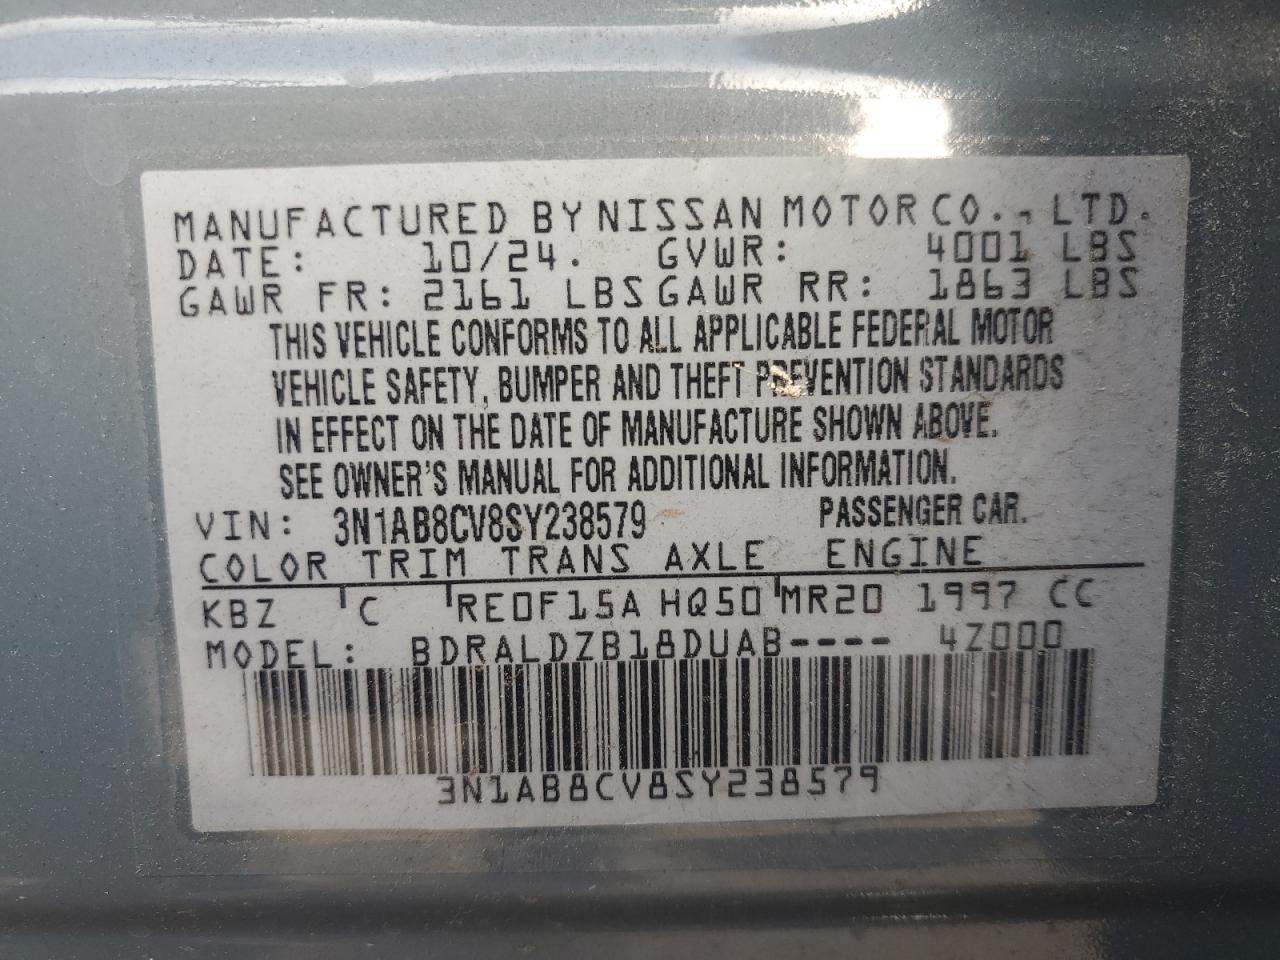 MANUFACTURED BY NISSAN MOTOR CO., LTD.
DATE: 10/24. GVWR: 4001 LBS
GAWR FR: 2161 LBS GAWR RR: 1863 LBS
THIS VEHICLE CONFORMS TO ALL APPLICABLE FEDERAL MOTOR
VEHICLE SAFETY, BUMPER AND THEFT PREVENTION STANDARDS
IN EFFECT ON THE DATE OF MANUFACTURE SHOWN ABOVE.
SEE OWNER'S MANUAL FOR ADDITIONAL INFORMATION.
VIN: 3N1AB8CV8SY238579 PASSENGER CAR.
COLOR TRIM TRANS AXLE ENGINE
KBZ C RE0F15A HQ50 MR20 1997 CC
MODEL: BDRALDZB18DUAB---- 4Z000
3N1AB8CV8SY238579